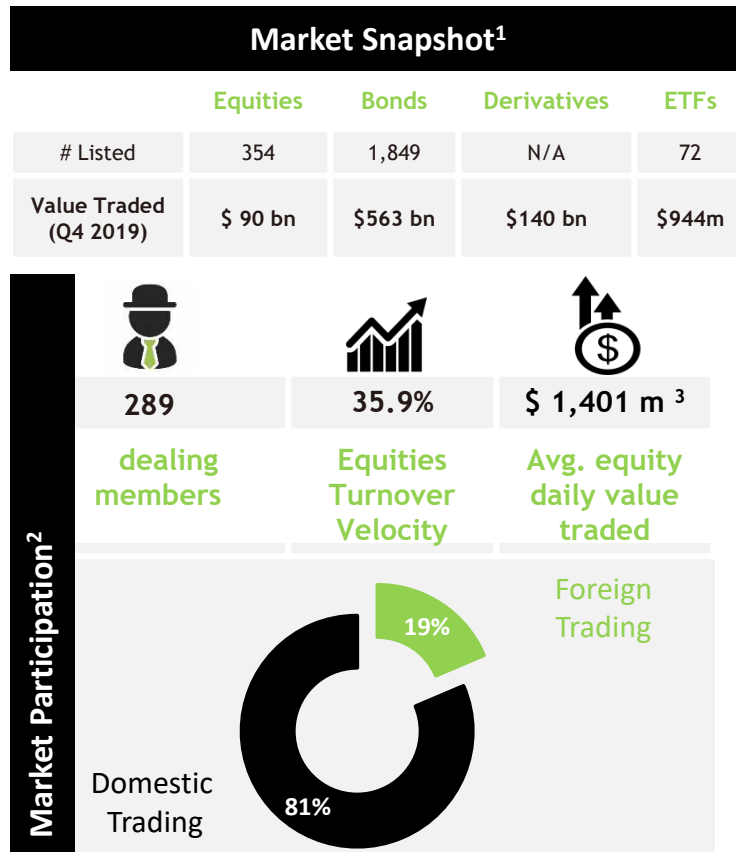 Market Snapshot1
Equities Bonds Derivatives ETFs
# Listed 354 1,849 N/A 72
Value Traded
(Q4 2019) $ 90 bn $563 bn $140 bn $944m
$
289 35.9% $ 1,401 m 3
dealing
members
Equities
Turnover
Velocity
Avg. equity
daily value
traded
Market Participation2
Foreign
Trading
19%
Domestic
Trading
81%